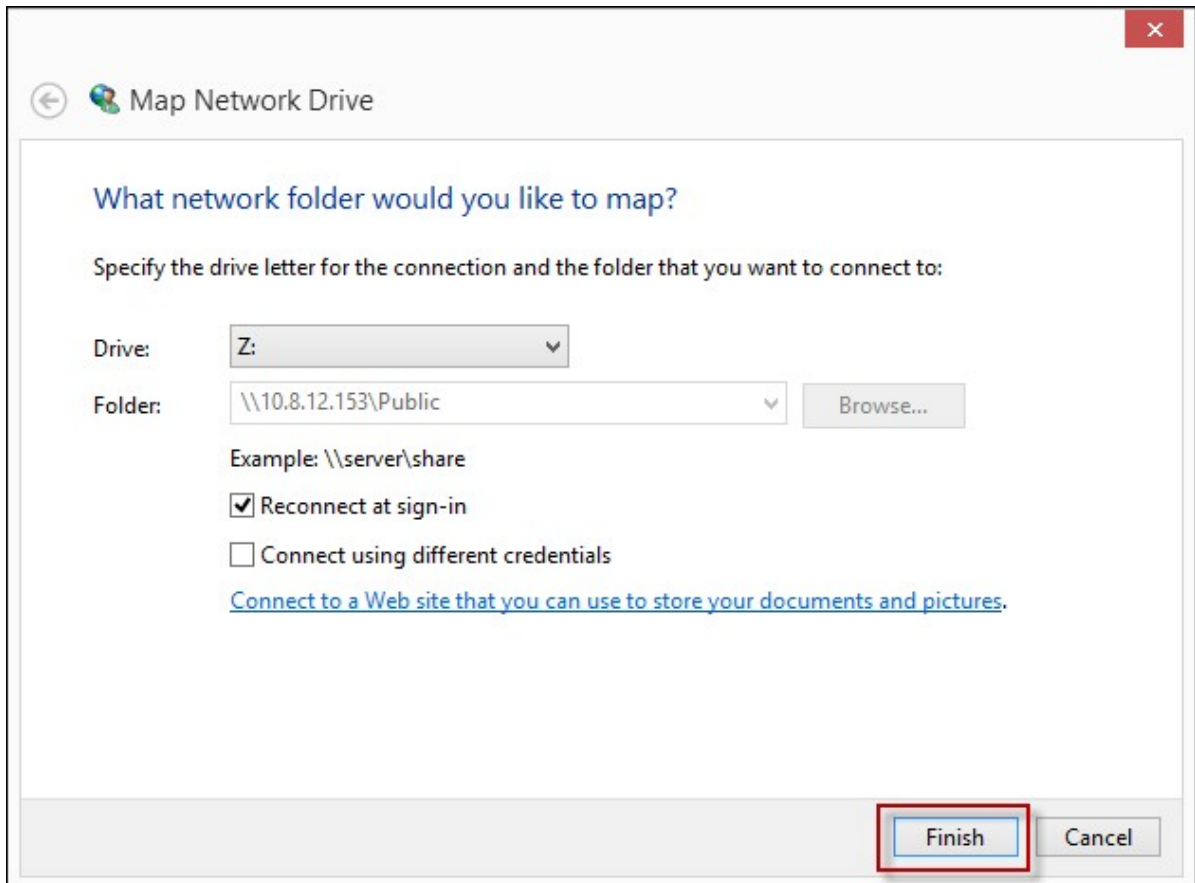 Map Network Drive
What network folder would you like to map?
Specify the drive letter for the connection and the folder that you want to connect to:
Drive: Z:
Folder: \\10.8.12.153\Public Browse...
Example: \\server\share
Reconnect at sign-in
Connect using different credentials
Connect to a Web site that you can use to store your documents and pictures.
Finish Cancel